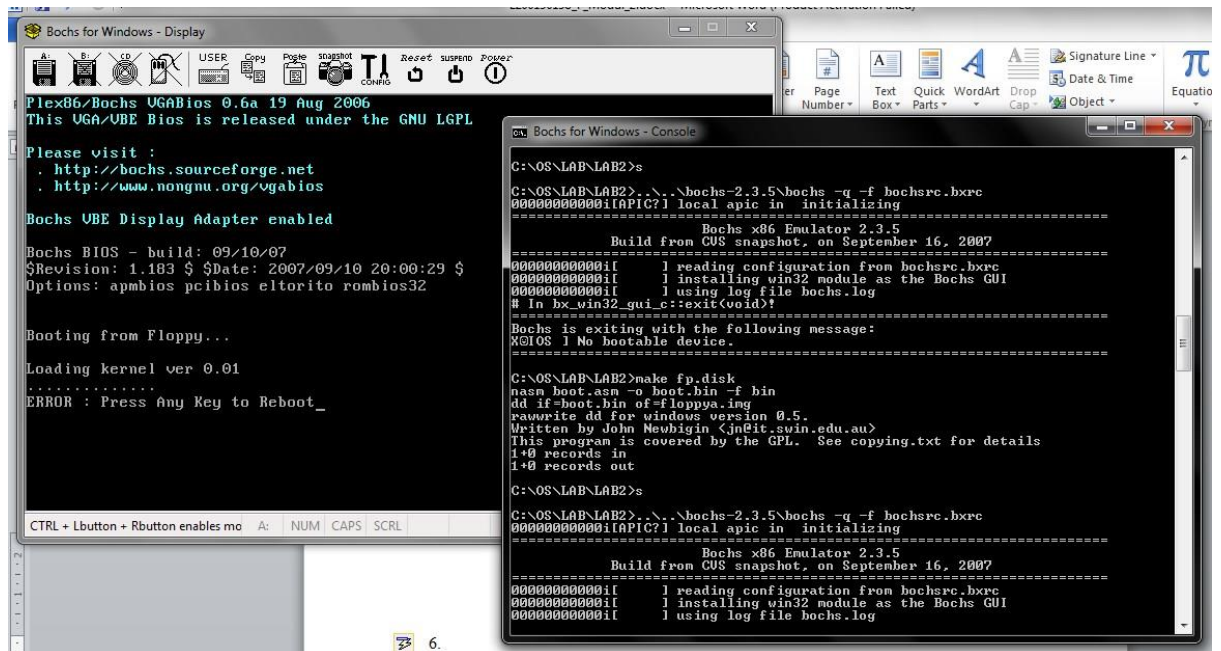 Microsoft Word (Product Activation Failed)
Bochs for Windows - Display
A: B: CD USER Copy Paste snapshot CONFIG Reset SUSPEND Power
Plex86/Bochs VGABios 0.6a 19 Aug 2006
This VGA/VBE Bios is released under the GNU LGPL
Please visit :
. http://bochs.sourceforge.net
. http://www.nongnu.org/vgabios
Bochs VBE Display Adapter enabled
Bochs BIOS - build: 09/10/07
$Revision: 1.183 $ $Date: 2007/09/10 20:00:29 $
Options: apmbios pcibios eltorito rombios32
Booting from Floppy...
Loading kernel ver 0.01
..............
ERROR : Press Any Key to Reboot_
CTRL + Lbutton + Rbutton enables mo A: NUM CAPS SCRL
Page
Number
Text
Box
Quick
Parts
WordArt
Drop
Cap
Signature Line
Date & Time
Object
Equatio
Bochs for Windows - Console
C:\OS\LAB\LAB2>s
C:\OS\LAB\LAB2>..\..\bochs-2.3.5\bochs -q -f bochsrc.bxrc
00000000000i[APIC?] local apic in  initializing
========================================================================
Bochs x86 Emulator 2.3.5
Build from CVS snapshot, on September 16, 2007
========================================================================
00000000000i[     ] reading configuration from bochsrc.bxrc
00000000000i[     ] installing win32 module as the Bochs GUI
00000000000i[     ] using log file bochs.log
# In bx_win32_gui_c::exit(void)!
========================================================================
Bochs is exiting with the following message:
X☺IOS ] No bootable device.
========================================================================
C:\OS\LAB\LAB2>make fp.disk
nasm boot.asm -o boot.bin -f bin
dd if=boot.bin of=floppya.img
rawwrite dd for windows version 0.5.
Written by John Newbigin <jn@it.swin.edu.au>
This program is covered by the GPL.  See copying.txt for details
1+0 records in
1+0 records out
C:\OS\LAB\LAB2>s
C:\OS\LAB\LAB2>..\..\bochs-2.3.5\bochs -q -f bochsrc.bxrc
00000000000i[APIC?] local apic in  initializing
========================================================================
Bochs x86 Emulator 2.3.5
Build from CVS snapshot, on September 16, 2007
========================================================================
00000000000i[     ] reading configuration from bochsrc.bxrc
00000000000i[     ] installing win32 module as the Bochs GUI
00000000000i[     ] using log file bochs.log
6.